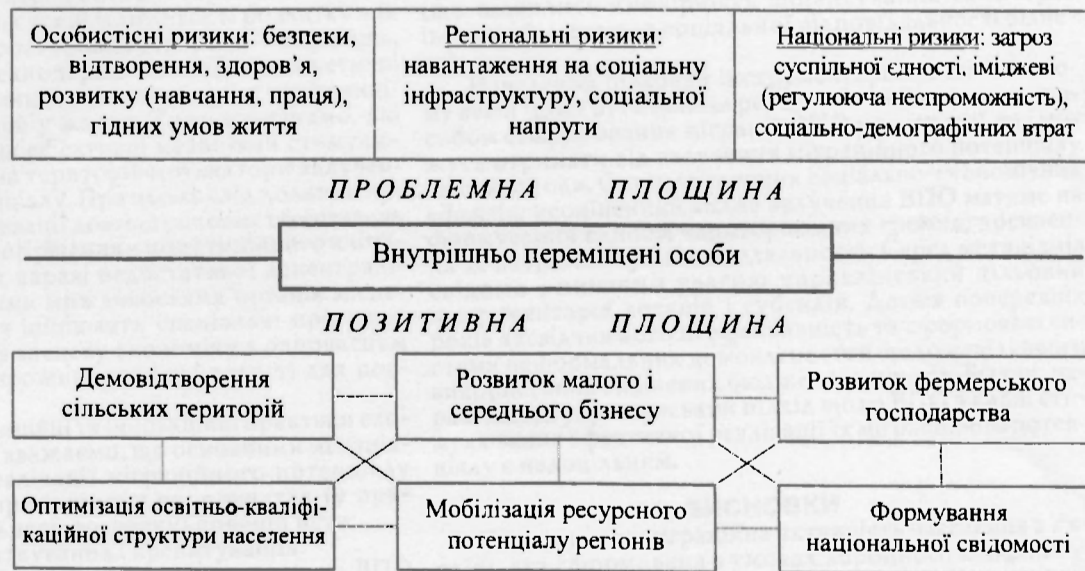 Особистісні ризики: безпеки,
відтворення, здоров’я,
розвитку (навчання, праця),
гідних умов життя
Регіональні ризики:
навантаження на соціальну
інфраструктуру, соціальної
напруги
Національні ризики: загроз
суспільної єдності, іміджеві
(регулююча неспроможність),
соціально-демографічних втрат
ПРОБЛЕМНА ПЛОЩИНА
Внутрішньо переміщені особи
ПОЗИТИВНА ПЛОЩИНА
Демовідтворення
сільських територій
Розвиток малого і
середнього бізнесу
Розвиток фермерського
господарства
Оптимізація освітньо-кваліфі-
каційної структури населення
Мобілізація ресурсного
потенціалу регіонів
Формування
національної свідомості